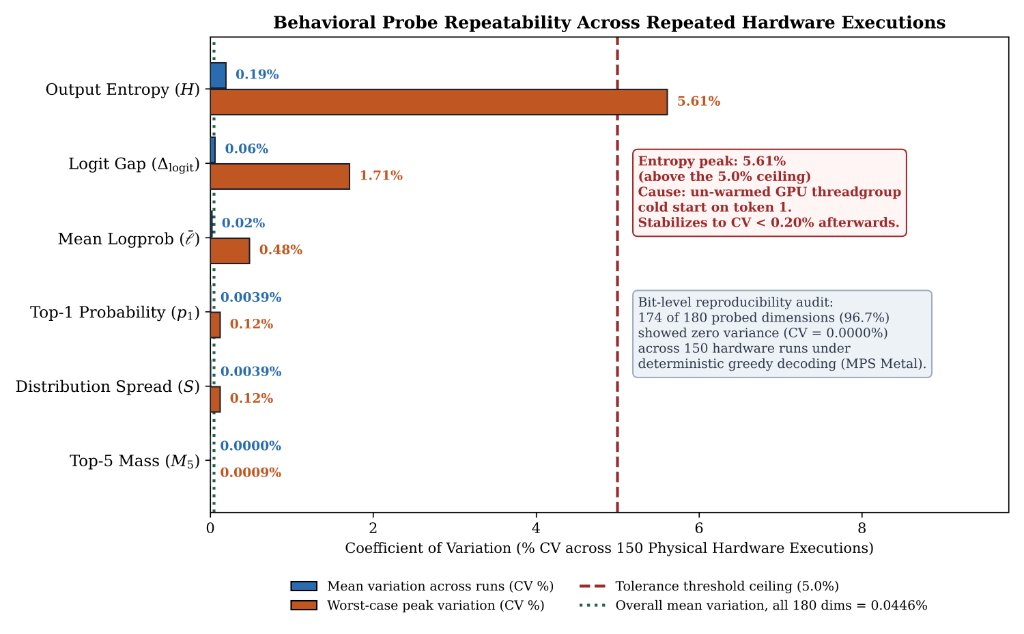 Behavioral Probe Repeatability Across Repeated Hardware Executions
Output Entropy (H)
0.19%
5.61%
Logit Gap (Δlogit)
0.06%
1.71%
Mean Logprob (ℓ̄)
0.02%
0.48%
Top-1 Probability (p₁)
0.0039%
0.12%
Distribution Spread (S)
0.0039%
0.12%
Top-5 Mass (M₅)
0.0000%
0.0009%
Entropy peak: 5.61%
(above the 5.0% ceiling)
Cause: un-warmed GPU threadgroup
cold start on token 1.
Stabilizes to CV < 0.20% afterwards.
Bit-level reproducibility audit:
174 of 180 probed dimensions (96.7%)
showed zero variance (CV = 0.0000%)
across 150 hardware runs under
deterministic greedy decoding (MPS Metal).
0 2 4 6 8
Coefficient of Variation (% CV across 150 Physical Hardware Executions)
Mean variation across runs (CV %)
Worst-case peak variation (CV %)
Tolerance threshold ceiling (5.0%)
Overall mean variation, all 180 dims = 0.0446%